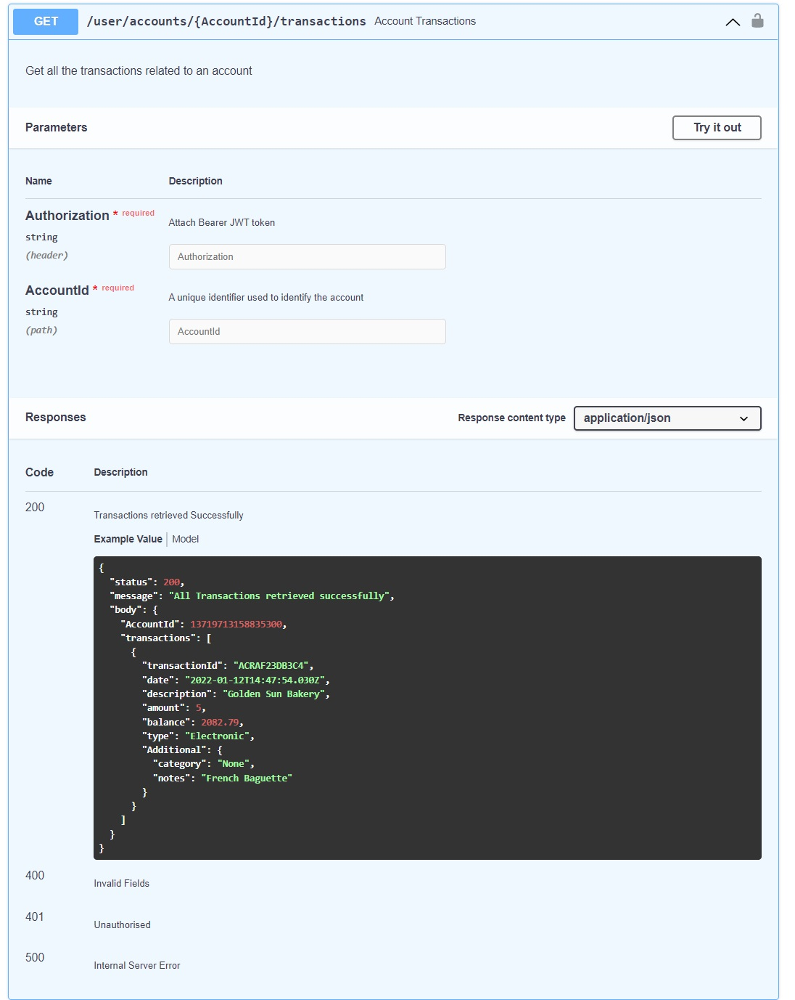 GET /user/accounts/{AccountId}/transactions Account Transactions
Get all the transactions related to an account
Parameters
Try it out
Name Description
Authorization * required
Attach Bearer JWT token
string
(header)
Authorization
AccountId * required
A unique identifier used to identify the account
string
(path)
AccountId
Responses
Response content type application/json
Code Description
200
Transactions retrieved Successfully
Example Value Model
{
  "status": 200,
  "message": "All Transactions retrieved successfully",
  "body": {
    "AccountId": 13719713158835300,
    "transactions": [
      {
        "transactionId": "ACRAF23DB3C4",
        "date": "2022-01-12T14:47:54.030Z",
        "description": "Golden Sun Bakery",
        "amount": 5,
        "balance": 2082.79,
        "type": "Electronic",
        "Additional": {
          "category": "None",
          "notes": "French Baguette"
        }
      }
    ]
  }
}
400
Invalid Fields
401
Unauthorised
500
Internal Server Error